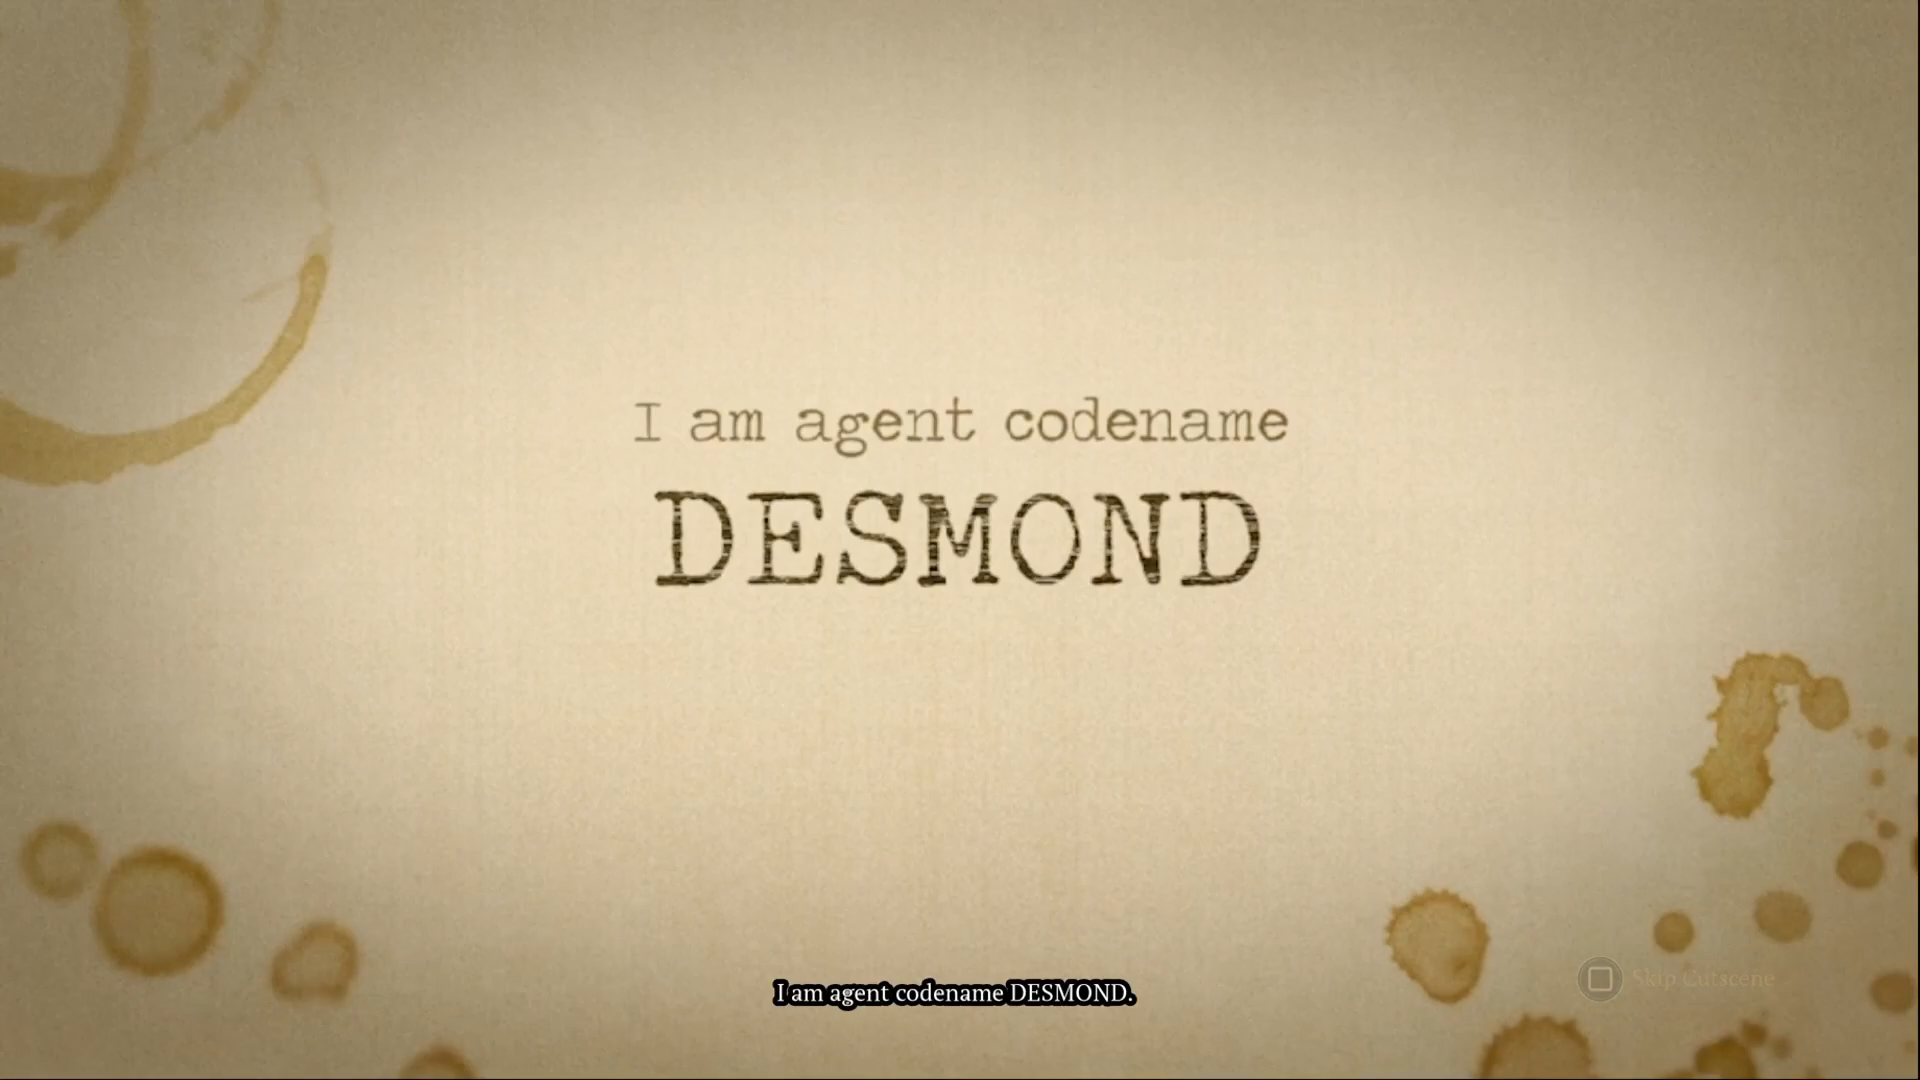 I am agent codename
DESMOND
I am agent codename DESMOND.
Skip Cutscene